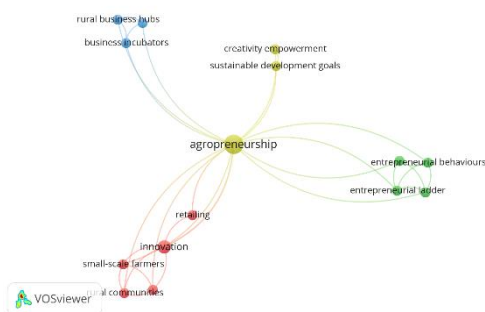 rural business hubs
business incubators
creativity empowerment
sustainable development goals
agropreneurship
entrepreneurial behaviours
entrepreneurial ladder
retailing
innovation
small-scale farmers
rural communities
VOSviewer